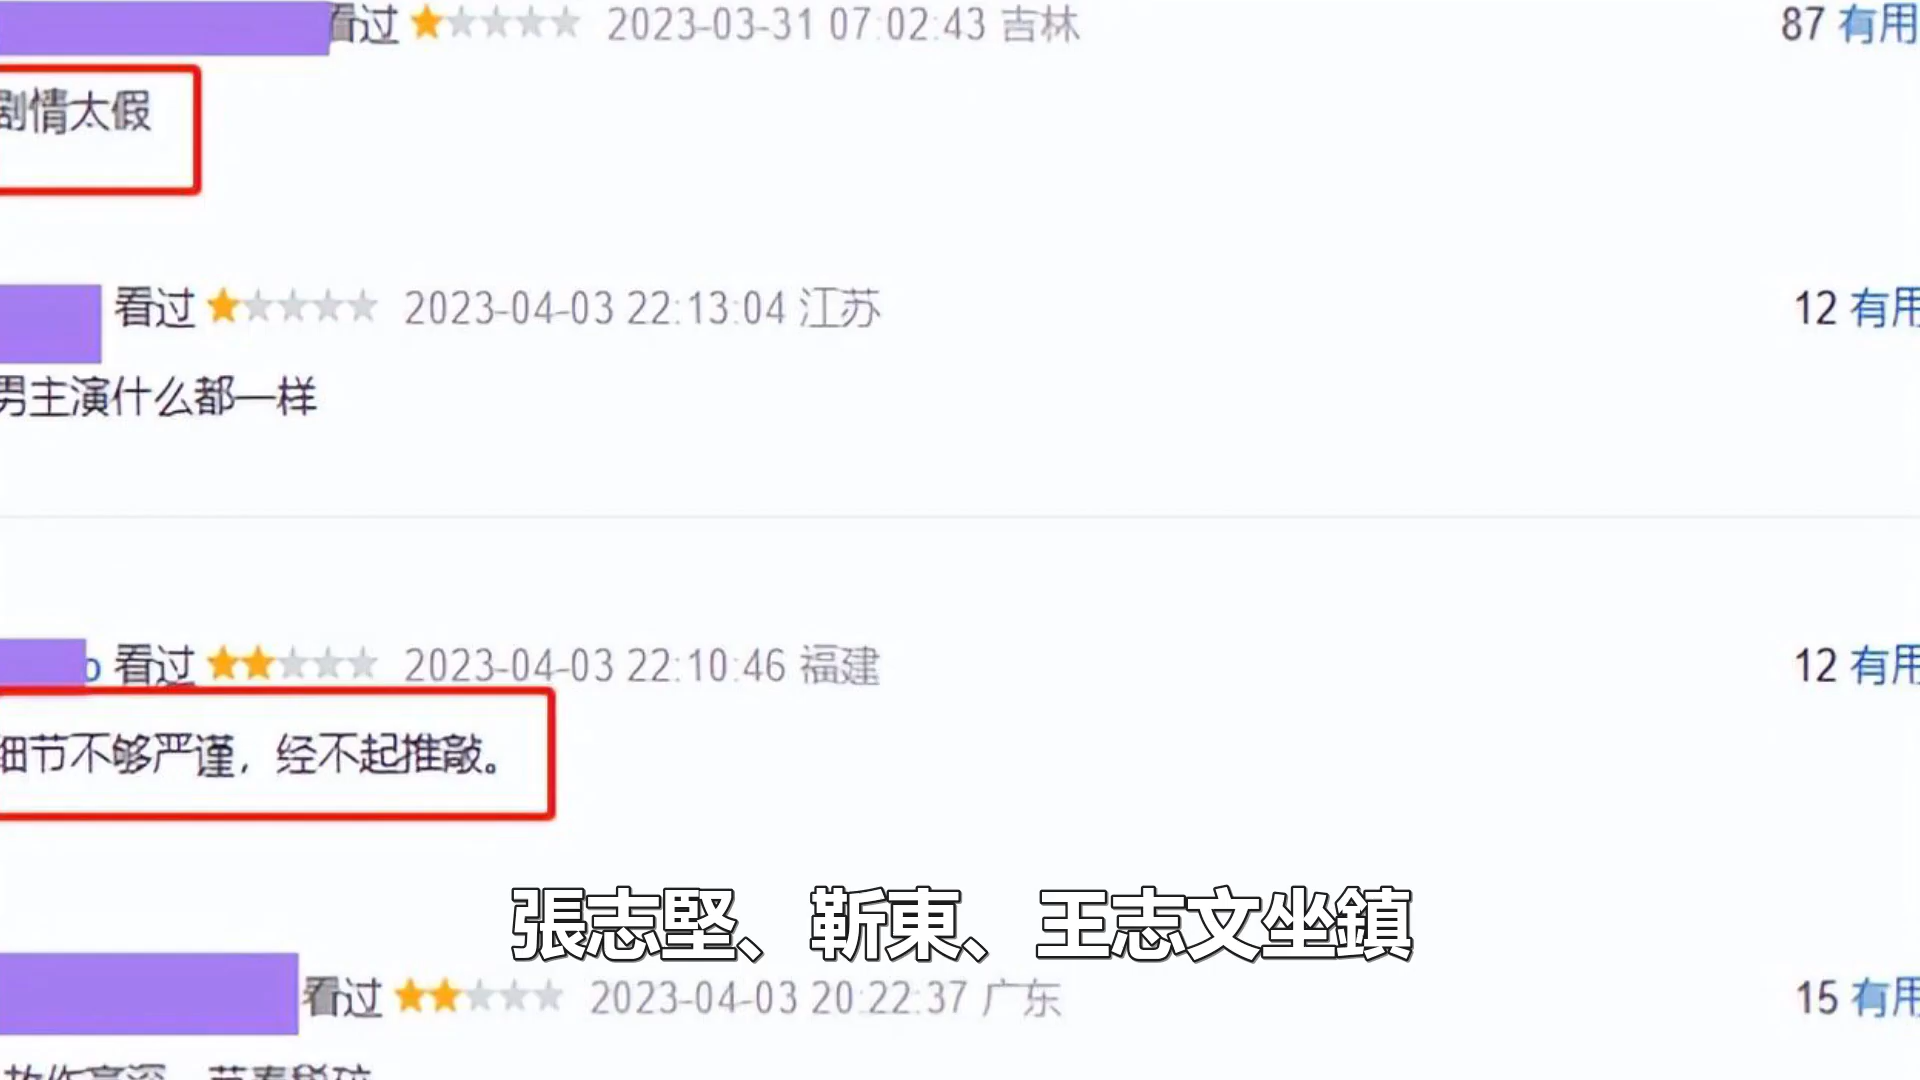 看过 2023-03-31 07:02:43 吉林 87 有用
剧情太假
看过 2023-04-03 22:13:04 江苏 12 有用
男主演什么都一样
o 看过 2023-04-03 22:10:46 福建 12 有用
细节不够严谨，经不起推敲。
張志堅、靳東、王志文坐鎮
看过 2023-04-03 20:22:37 广东 15 有用